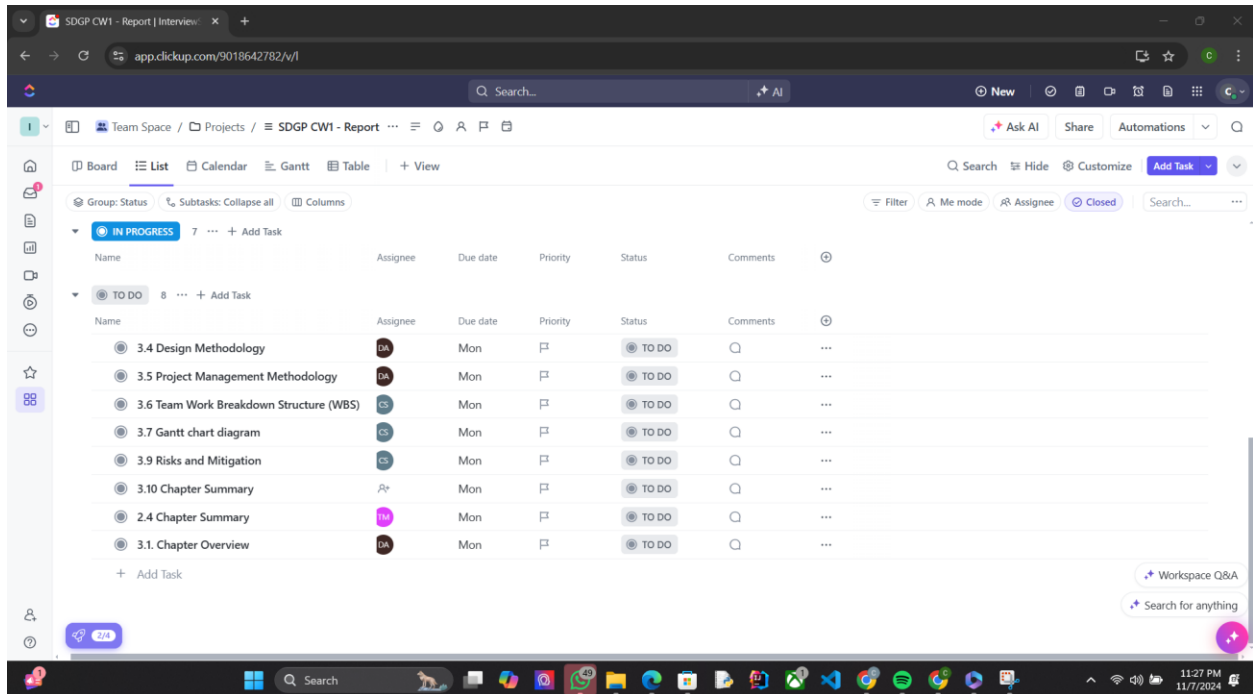 SDGP CW1 - Report | Interview
app.clickup.com/9018642782/v/l
Search...
AI
New
C
I
Team Space / Projects / SDGP CW1 - Report ...
Ask AI
Share
Automations
Board
List
Calendar
Gantt
Table
+ View
Search
Hide
Customize
Add Task
1
Group: Status
Subtasks: Collapse all
Columns
Filter
Me mode
Assignee
Closed
Search...
IN PROGRESS 7 ... + Add Task
Name Assignee Due date Priority Status Comments
TO DO 8 ... + Add Task
Name Assignee Due date Priority Status Comments
3.4 Design Methodology DA Mon TO DO
3.5 Project Management Methodology DA Mon TO DO
3.6 Team Work Breakdown Structure (WBS) CS Mon TO DO
3.7 Gantt chart diagram CS Mon TO DO
3.9 Risks and Mitigation CS Mon TO DO
3.10 Chapter Summary Mon TO DO
2.4 Chapter Summary TM Mon TO DO
3.1. Chapter Overview DA Mon TO DO
+ Add Task
Workspace Q&A
Search for anything
2/4
1
Search
49
11:27 PM
11/7/2024